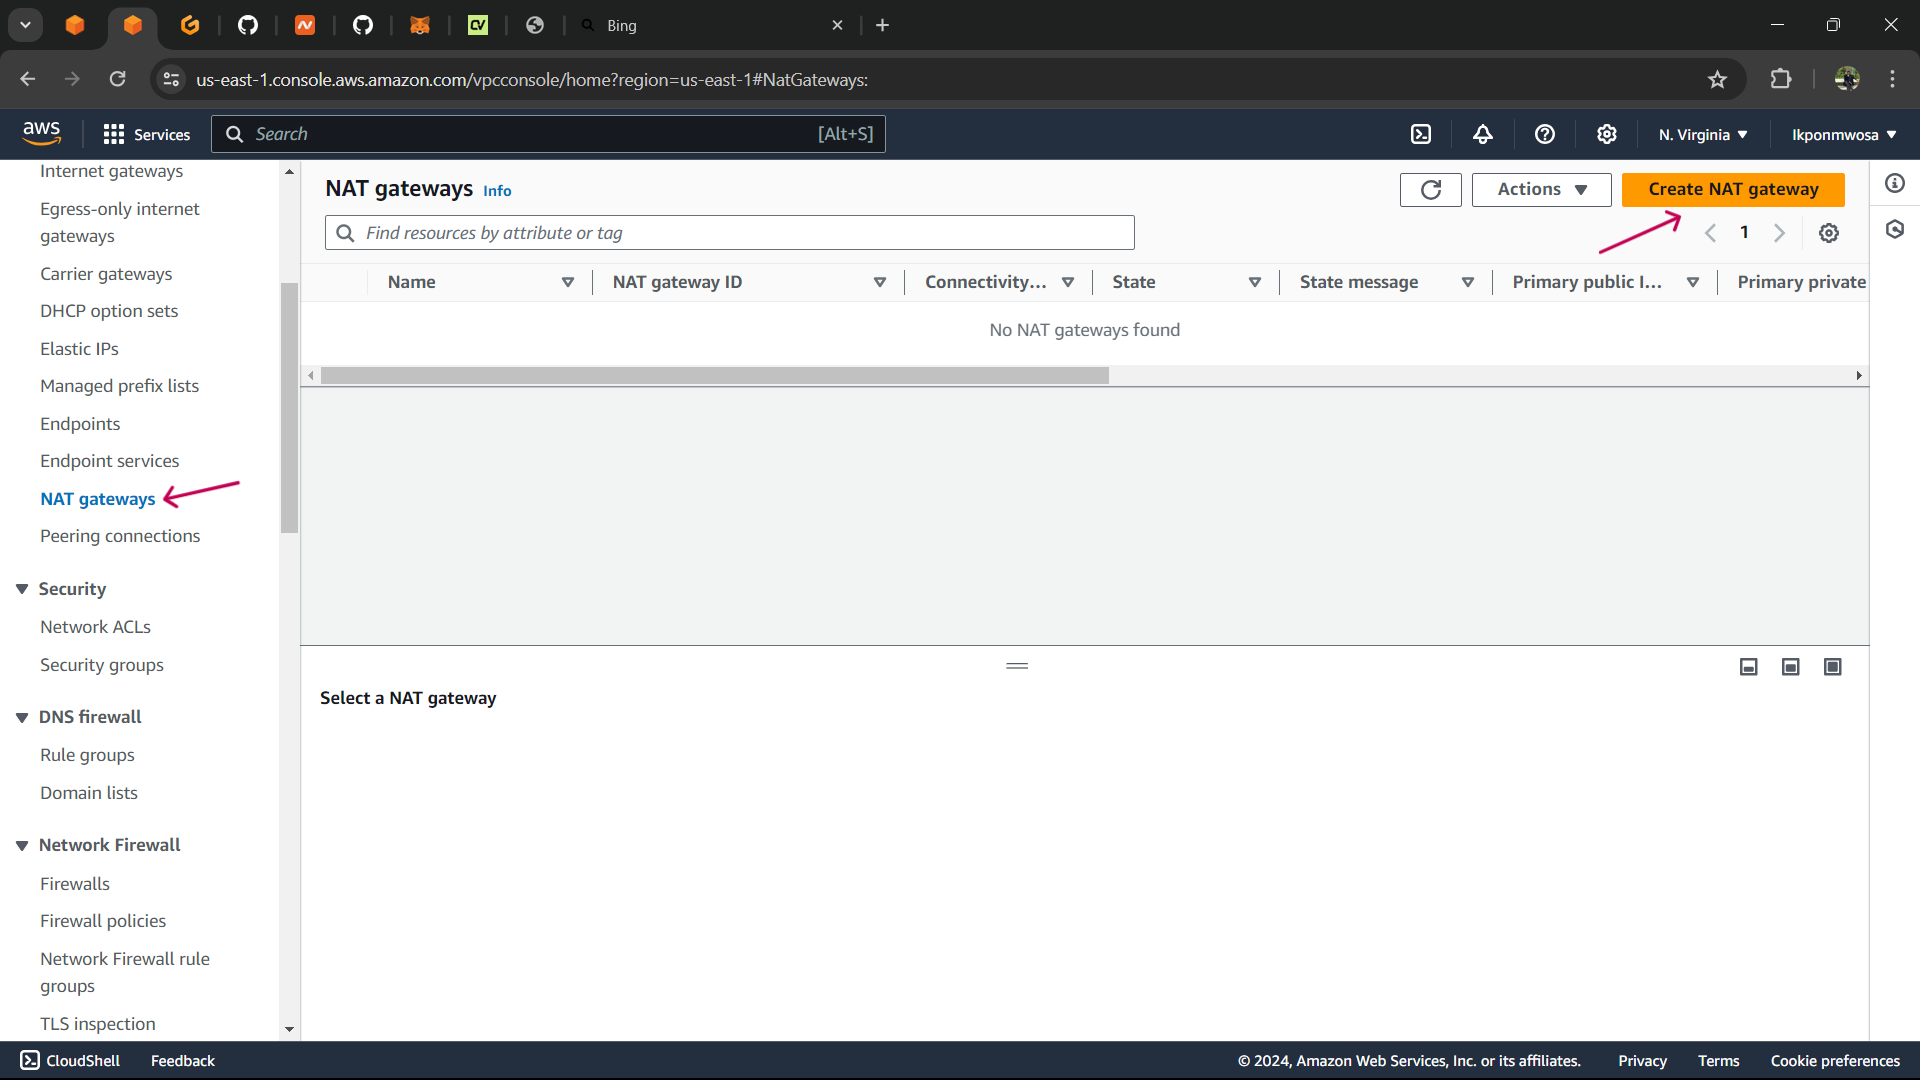 Bing
us-east-1.console.aws.amazon.com/vpcconsole/home?region=us-east-1#NatGateways:
aws
Services
Search
[Alt+S]
N. Virginia
Ikponmwosa
Internet gateways
Egress-only internet
gateways
Carrier gateways
DHCP option sets
Elastic IPs
Managed prefix lists
Endpoints
Endpoint services
NAT gateways
Peering connections
Security
Network ACLs
Security groups
DNS firewall
Rule groups
Domain lists
Network Firewall
Firewalls
Firewall policies
Network Firewall rule
groups
TLS inspection
NAT gateways Info
Actions
Create NAT gateway
Find resources by attribute or tag
1
Name
NAT gateway ID
Connectivity...
State
State message
Primary public I...
Primary private
No NAT gateways found
Select a NAT gateway
CloudShell
Feedback
© 2024, Amazon Web Services, Inc. or its affiliates.
Privacy
Terms
Cookie preferences